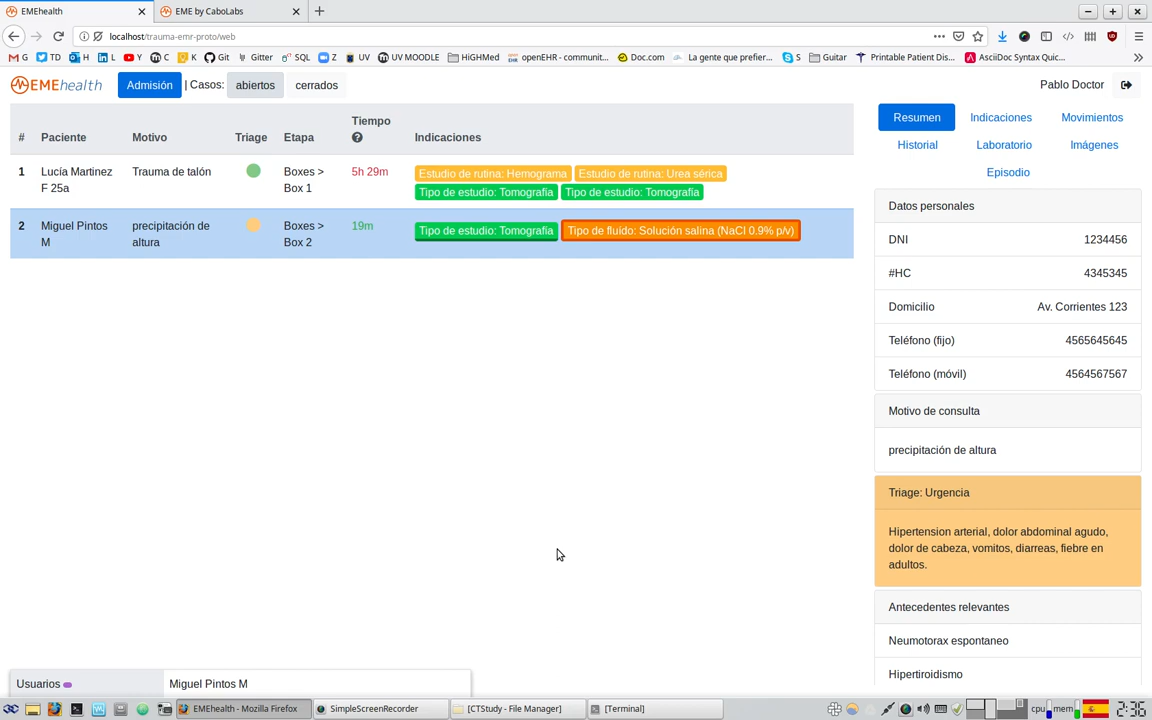 EMEhealth
EME by CaboLabs
localhost/trauma-emr-proto/web
G
TD
H
L
Y
C
K
Git
Gitter
SQL
Z
UV
UV MOODLE
HiGHMed
openEHR - communit...
Doc.com
La gente que prefier...
S
Guitar
Printable Patient Dis...
AsciiDoc Syntax Quic...
EMEhealth
Admisión
| Casos:
abiertos
cerrados
Pablo Doctor
# Paciente Motivo Triage Etapa Tiempo Indicaciones
1 Lucía Martinez F 25a Trauma de talón Boxes > Box 1 5h 29m
Estudio de rutina: Hemograma
Estudio de rutina: Urea sérica
Tipo de estudio: Tomografía
Tipo de estudio: Tomografía
2 Miguel Pintos M precipitación de altura Boxes > Box 2 19m
Tipo de estudio: Tomografía
Tipo de fluído: Solución salina (NaCl 0.9% p/v)
Resumen
Indicaciones
Movimientos
Historial
Laboratorio
Imágenes
Episodio
Datos personales
DNI 1234456
#HC 4345345
Domicilio Av. Corrientes 123
Teléfono (fijo) 4565645645
Teléfono (móvil) 4564567567
Motivo de consulta
precipitación de altura
Triage: Urgencia
Hipertension arterial, dolor abdominal agudo,
dolor de cabeza, vomitos, diarreas, fiebre en
adultos.
Antecedentes relevantes
Neumotorax espontaneo
Hipertiroidismo
Usuarios
Miguel Pintos M
EMEhealth - Mozilla Firefox
SimpleScreenRecorder
[CTStudy - File Manager]
[Terminal]
cpu
mem
2:36